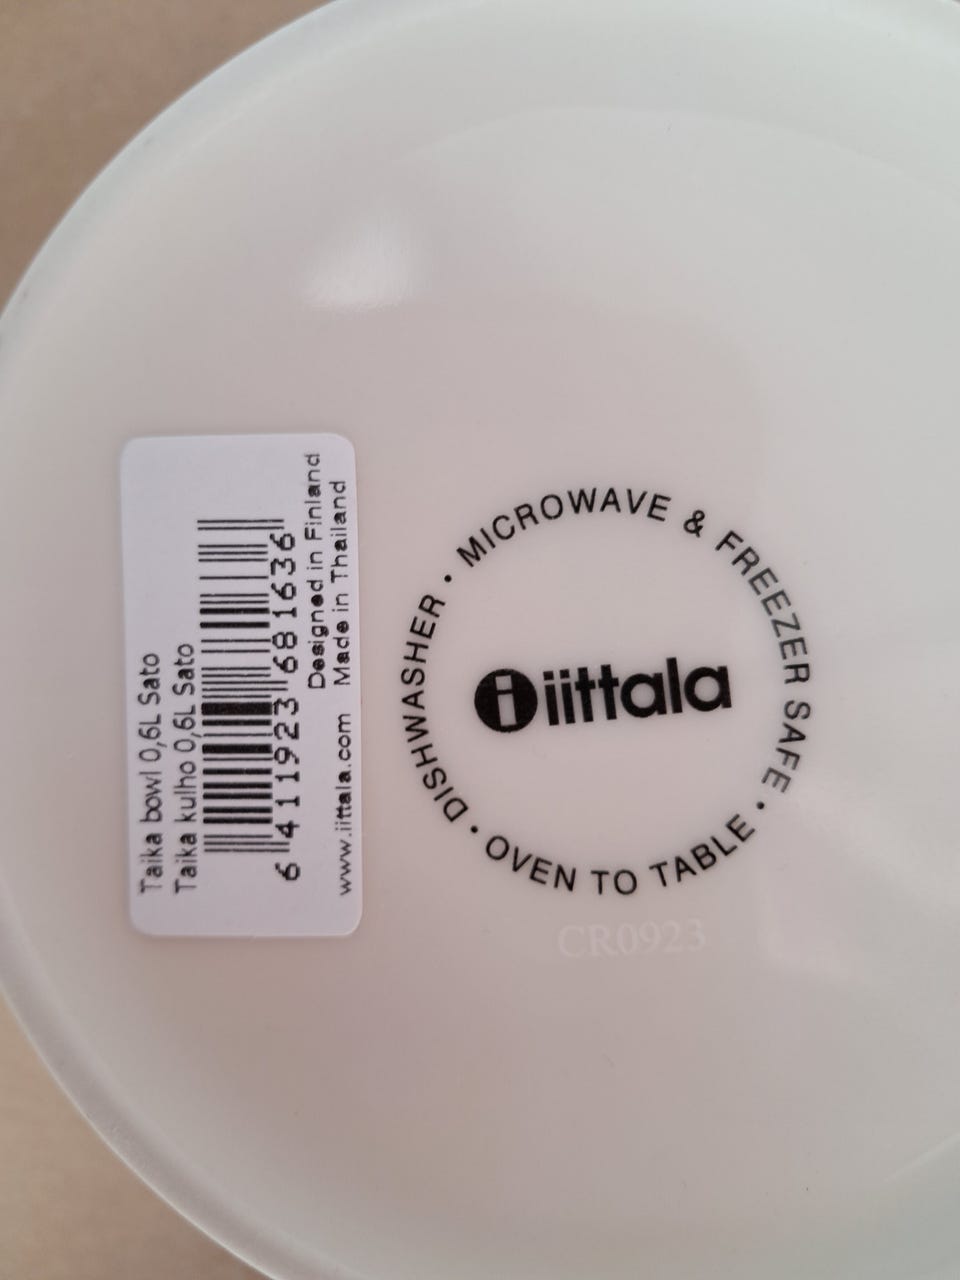 Taika bowl 0,6L Sato
Taika kulho 0,6L Sato
6 411923 681636
Designed in Finland
www.iittala.com Made in Thailand
DISHWASHER • MICROWAVE & FREEZER SAFE • OVEN TO TABLE •
i iittala
CR0923